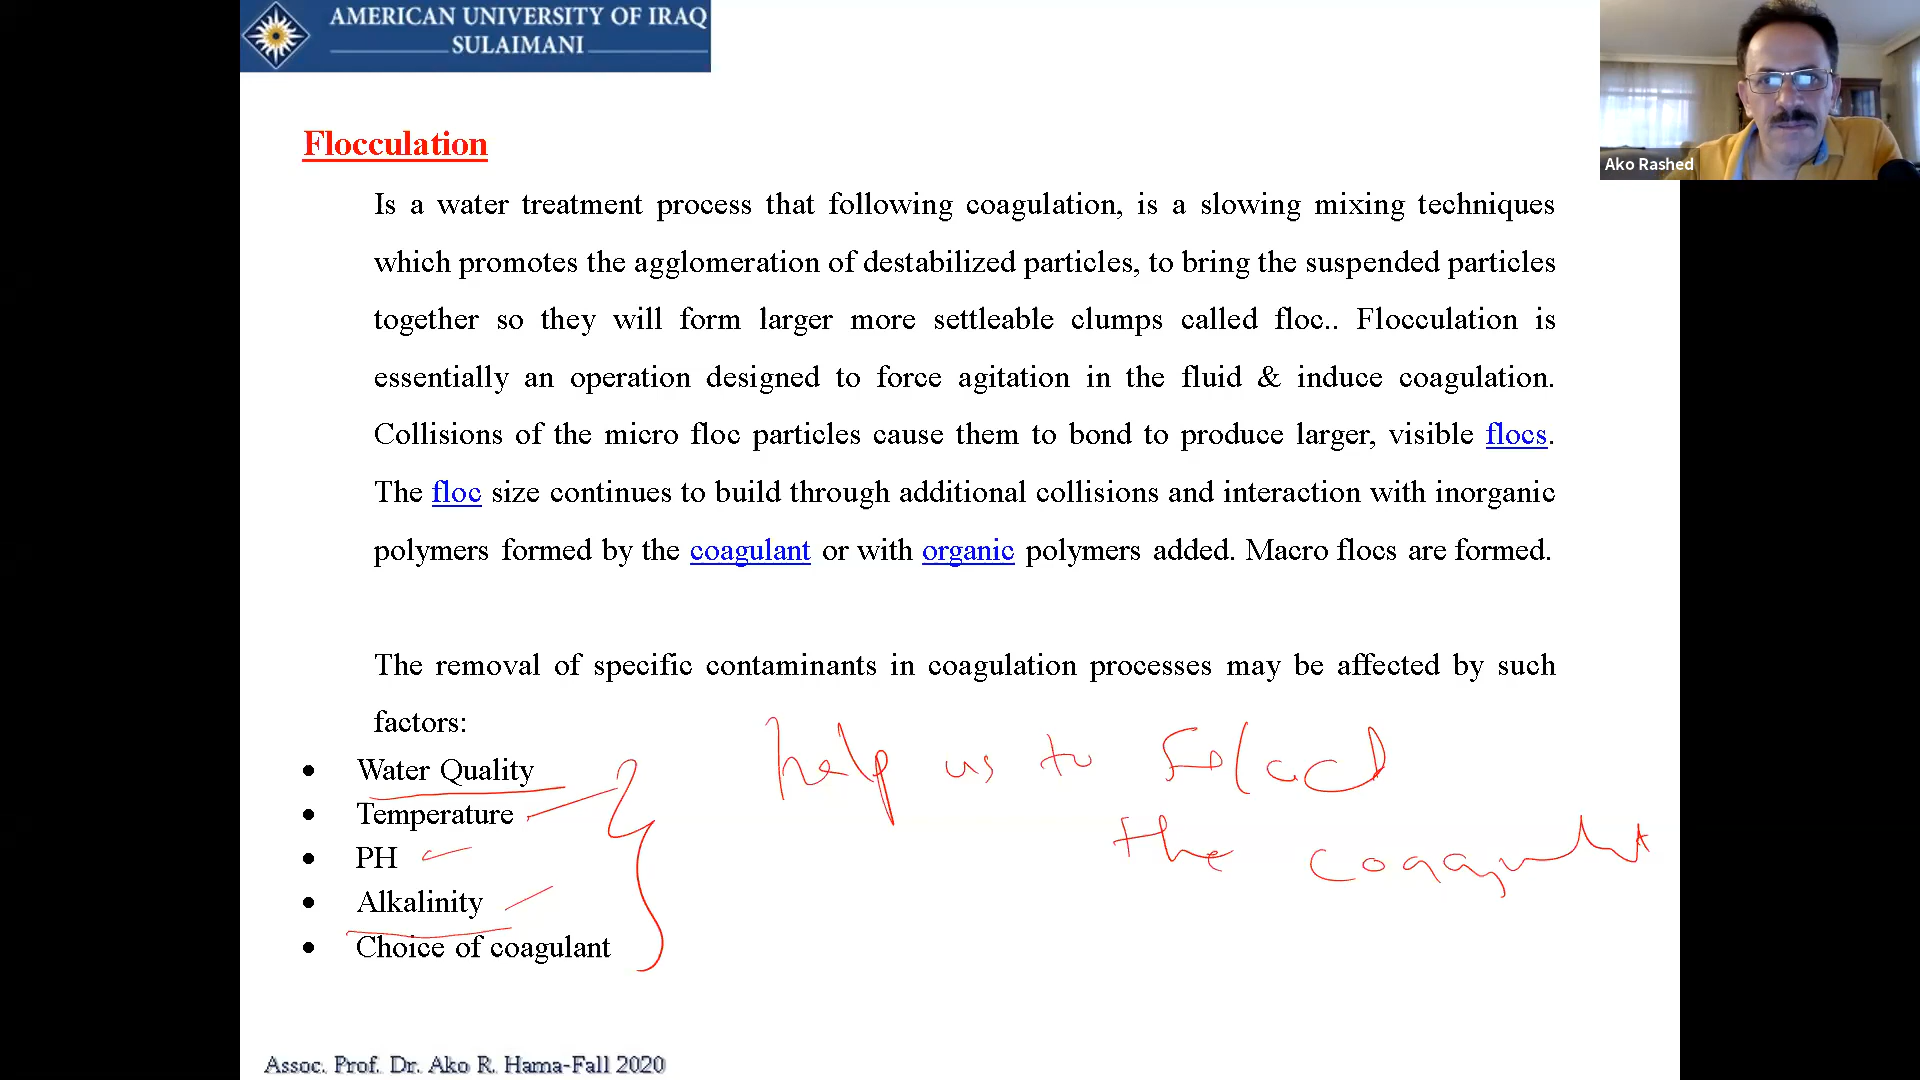 AMERICAN UNIVERSITY OF IRAQ
SULAIMANI
Ako Rashed
Flocculation
Is a water treatment process that following coagulation, is a slowing mixing techniques
which promotes the agglomeration of destabilized particles, to bring the suspended particles
together so they will form larger more settleable clumps called floc.. Flocculation is
essentially an operation designed to force agitation in the fluid & induce coagulation.
Collisions of the micro floc particles cause them to bond to produce larger, visible flocs.
The floc size continues to build through additional collisions and interaction with inorganic
polymers formed by the coagulant or with organic polymers added. Macro flocs are formed.
The removal of specific contaminants in coagulation processes may be affected by such
factors:
• Water Quality
• Temperature
• PH
• Alkalinity
• Choice of coagulant
help us to
the
Assoc. Prof. Dr. Ako R. Hama-Fall 2020